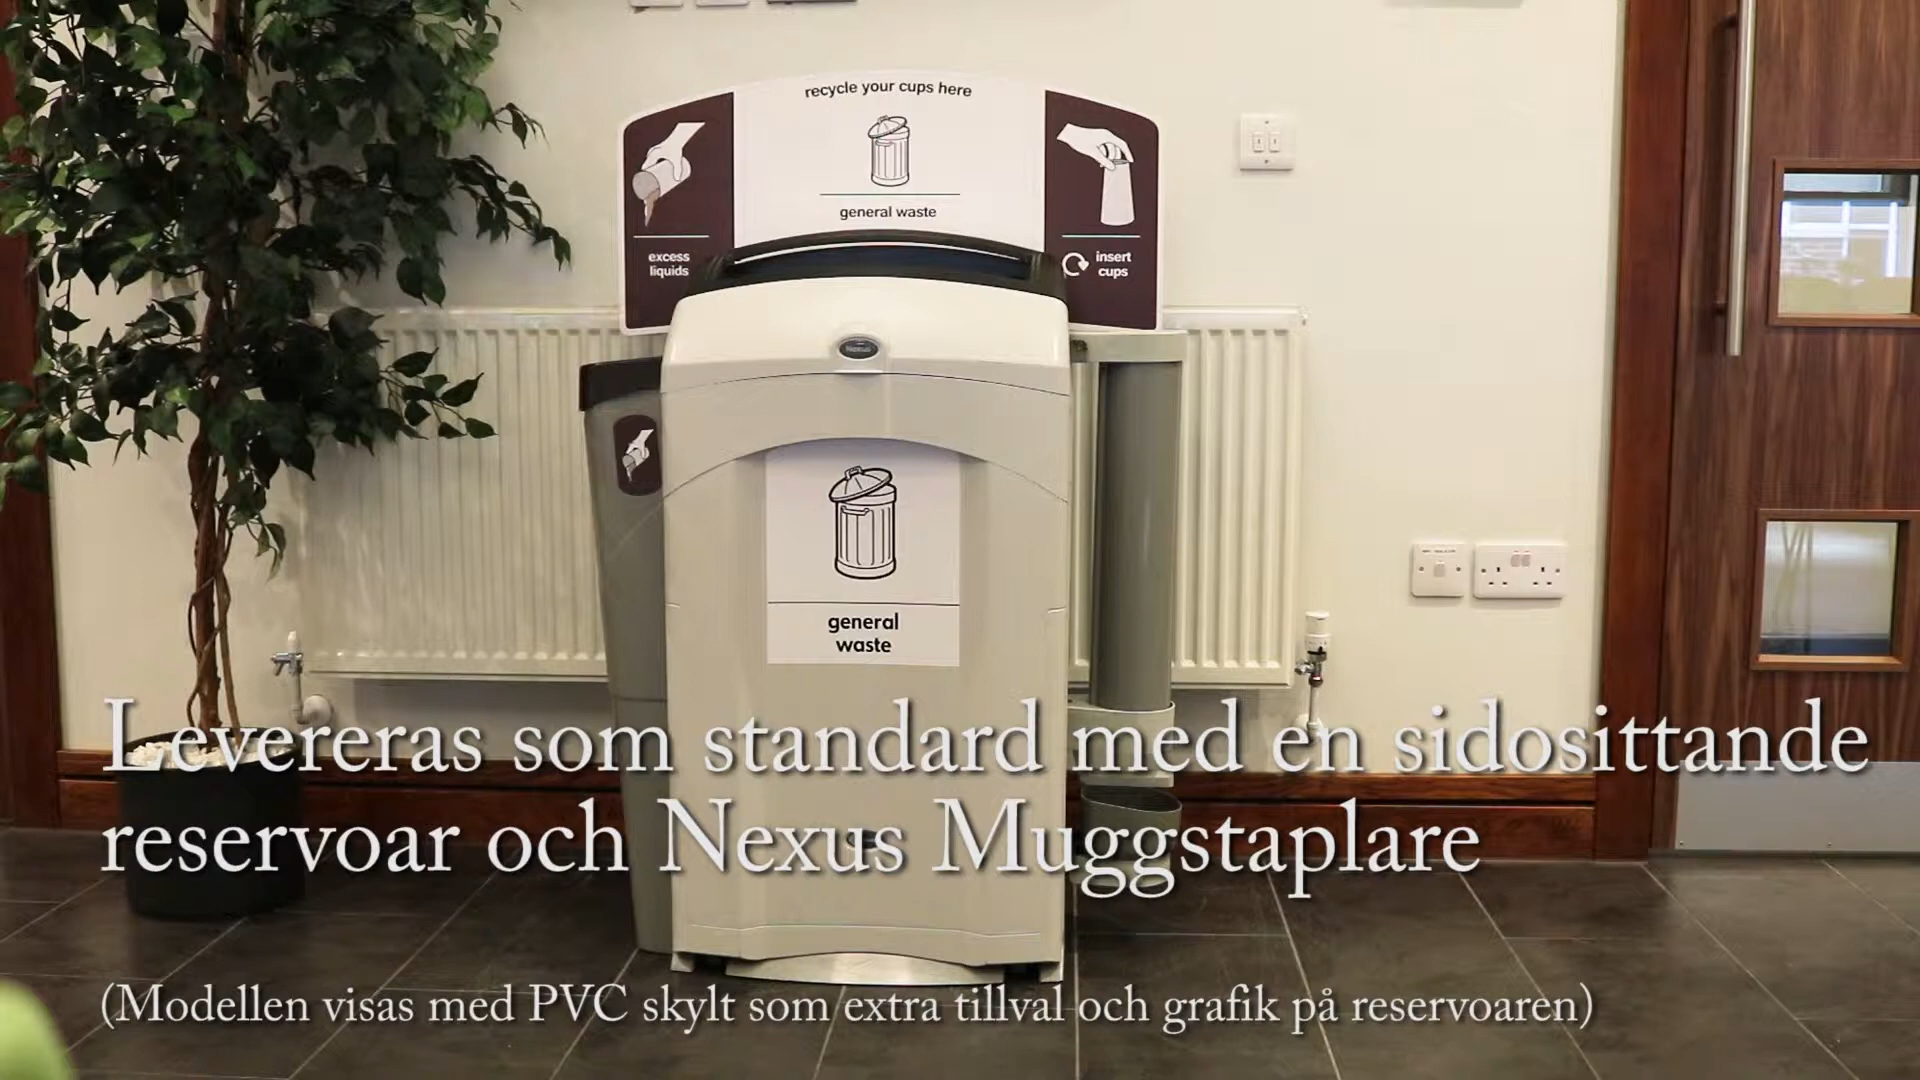 recycle your cups here
general waste
excess
liquids
insert
cups
Nexus
general
waste
Levereras som standard med en sidosittande
reservoar och Nexus Muggstaplare
(Modellen visas med PVC skylt som extra tillval och grafik på reservoaren)